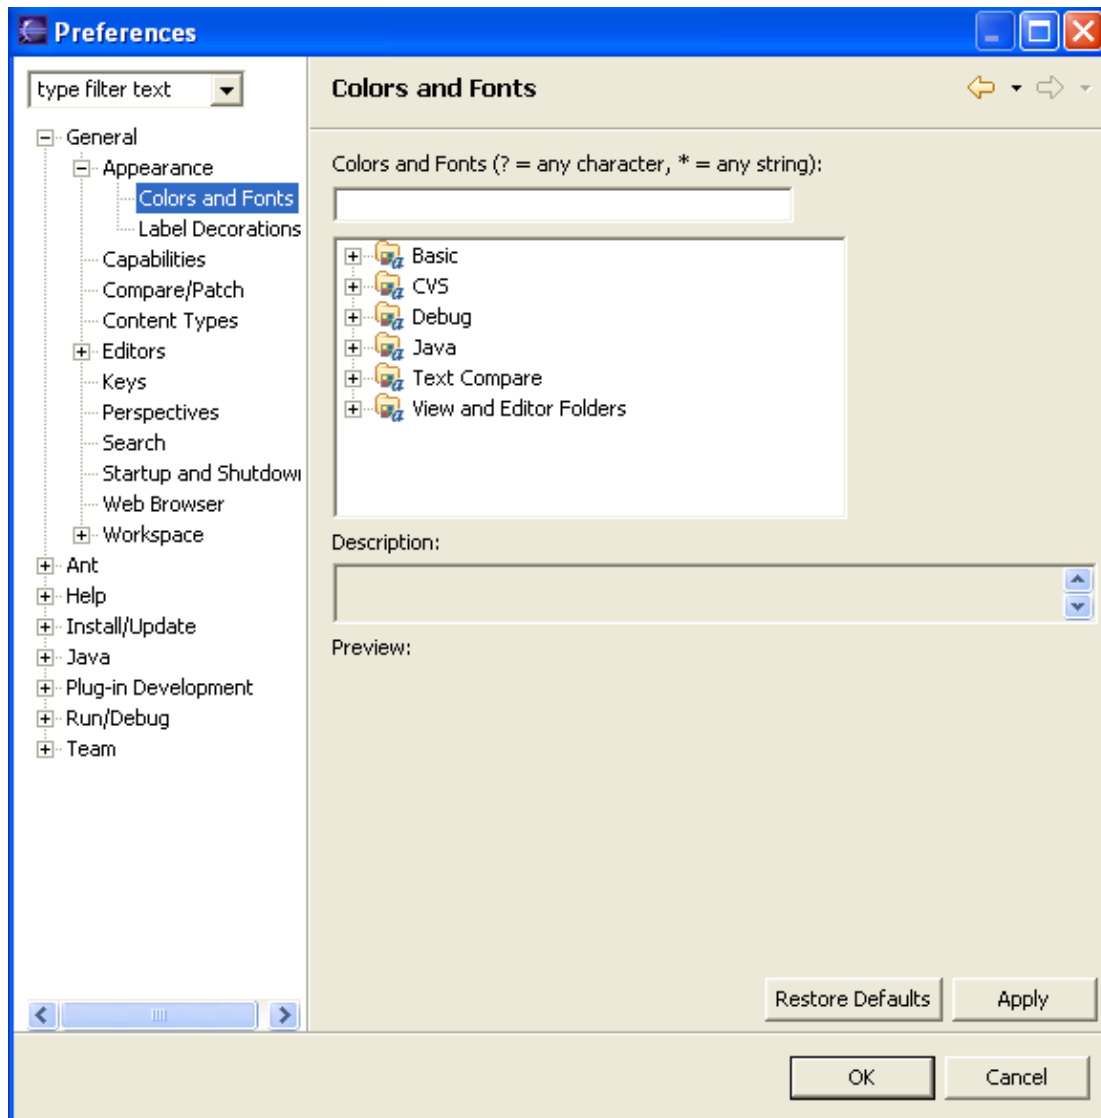 Preferences
type filter text
General
Appearance
Colors and Fonts
Label Decorations
Capabilities
Compare/Patch
Content Types
Editors
Keys
Perspectives
Search
Startup and Shutdow
Web Browser
Workspace
Ant
Help
Install/Update
Java
Plug-in Development
Run/Debug
Team
Colors and Fonts
Colors and Fonts (? = any character, * = any string):
Basic
CVS
Debug
Java
Text Compare
View and Editor Folders
Description:
Preview:
Restore Defaults
Apply
OK
Cancel